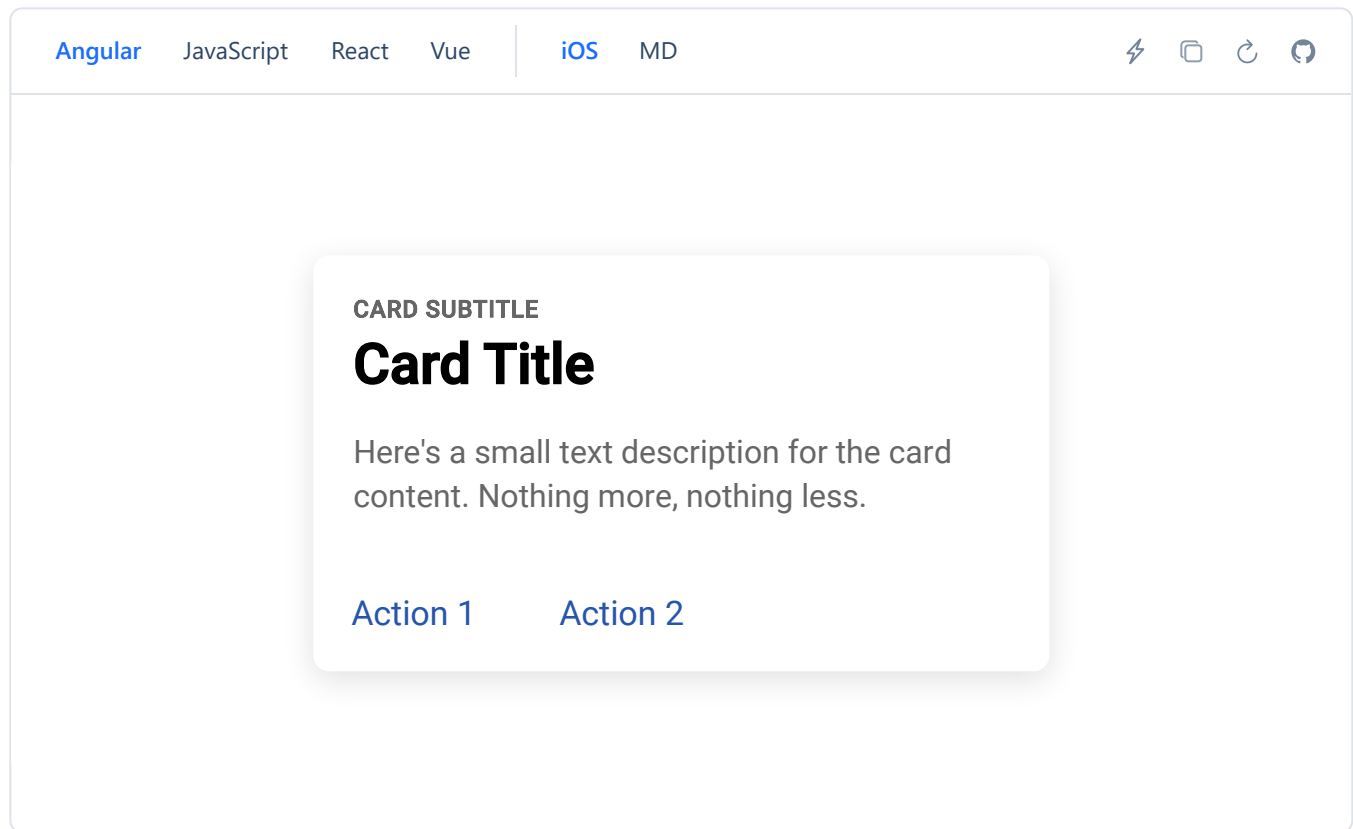 Angular JavaScript React Vue iOS MD
CARD SUBTITLE
Card Title
Here's a small text description for the card
content. Nothing more, nothing less.
Action 1 Action 2